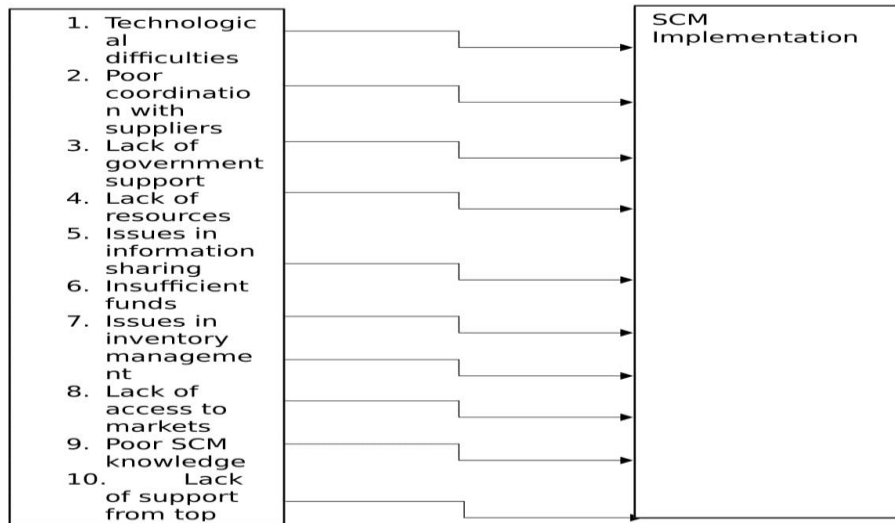 1. Technologic
al
difficulties
2. Poor
coordinatio
n with
suppliers
3. Lack of
government
support
4. Lack of
resources
5. Issues in
information
sharing
6. Insufficient
funds
7. Issues in
inventory
manageme
nt
8. Lack of
access to
markets
9. Poor SCM
knowledge
10. Lack
of support
from top
SCM
Implementation